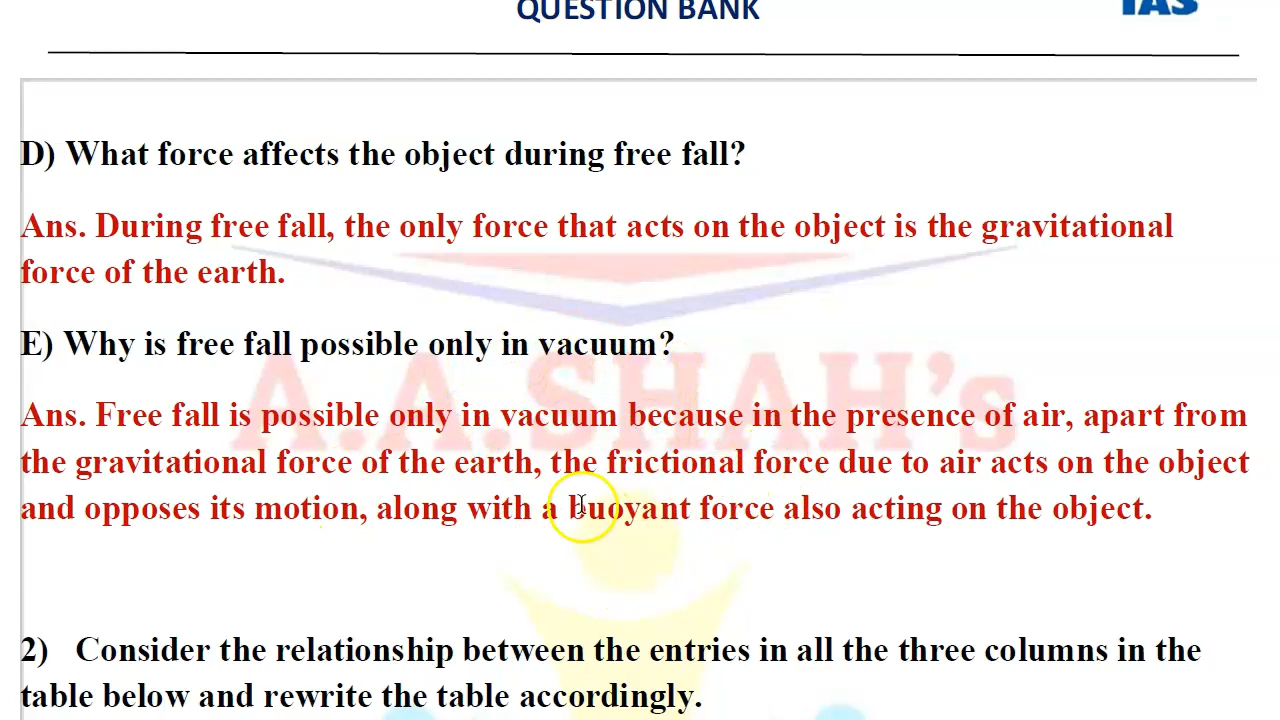 QUESTION BANK
IAS
D) What force affects the object during free fall?
Ans. During free fall, the only force that acts on the object is the gravitational
force of the earth.
E) Why is free fall possible only in vacuum?
A.A.SHAH's
Ans. Free fall is possible only in vacuum because in the presence of air, apart from
the gravitational force of the earth, the frictional force due to air acts on the object
and opposes its motion, along with a buoyant force also acting on the object.
2) Consider the relationship between the entries in all the three columns in the
table below and rewrite the table accordingly.